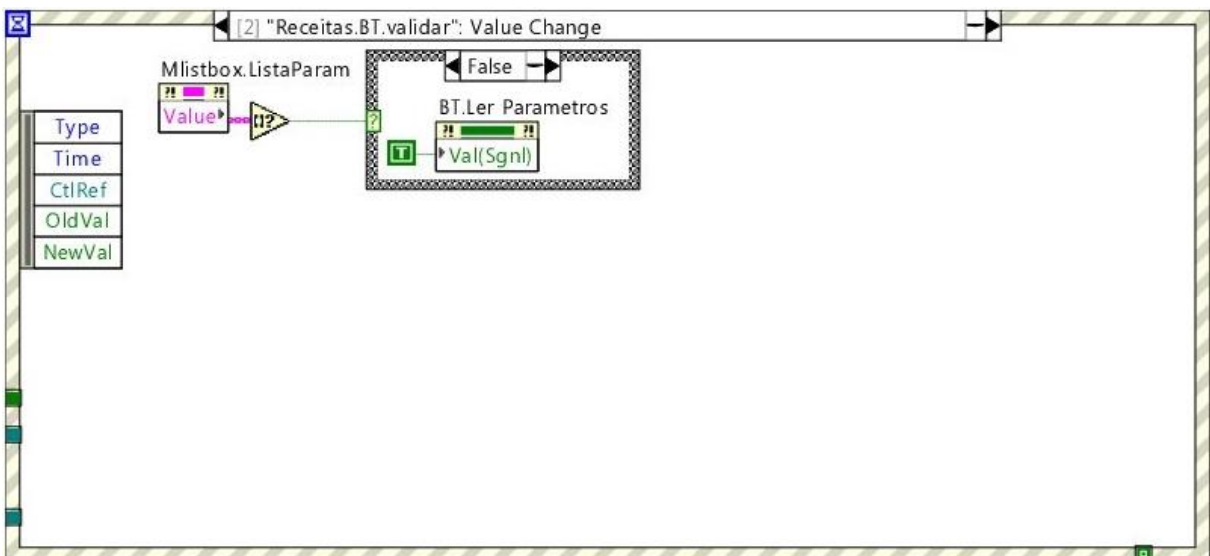 [2] "Receitas.BT.validar": Value Change
Mlistbox.ListaParam
?! ?!
Value
[]?
False
?
BT.Ler Parametros
?! ?!
T
Val(Sgnl)
Type
Time
CtlRef
OldVal
NewVal